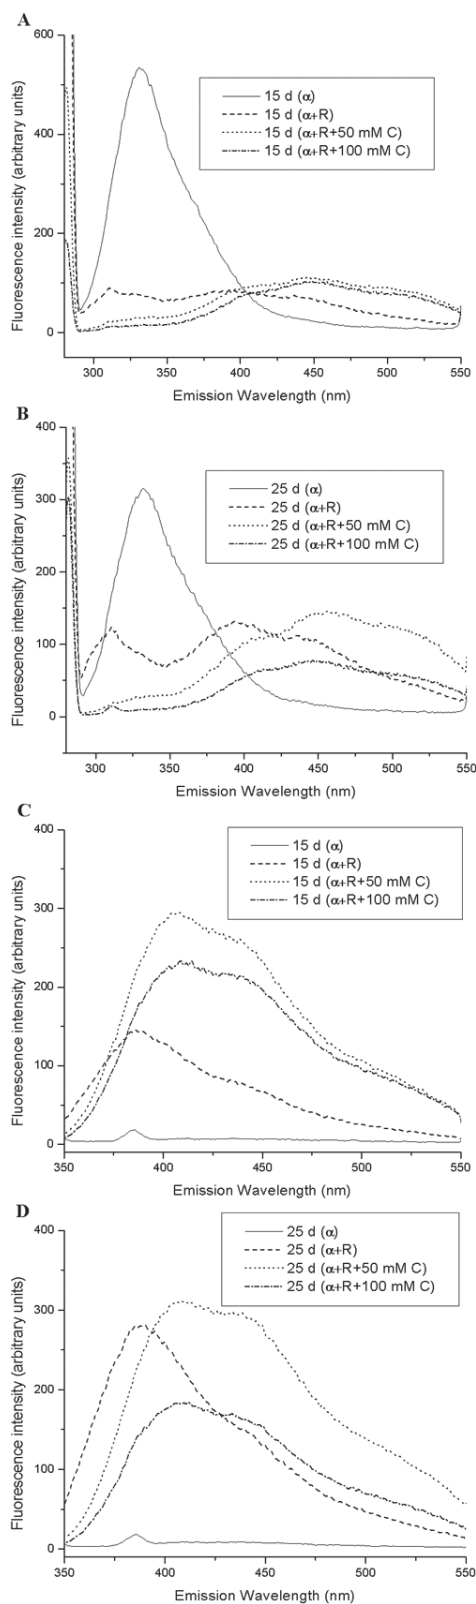 A
Fluorescence intensity (arbitrary units)
600
400
200
0
15 d (α)
15 d (α+R)
15 d (α+R+50 mM C)
15 d (α+R+100 mM C)
300 350 400 450 500 550
Emission Wavelength (nm)
B
Fluorescence intensity (arbitrary units)
400
300
200
100
0
25 d (α)
25 d (α+R)
25 d (α+R+50 mM C)
25 d (α+R+100 mM C)
300 350 400 450 500 550
Emission Wavelength (nm)
C
Fluorescence intensity (arbitrary units)
400
300
200
100
0
15 d (α)
15 d (α+R)
15 d (α+R+50 mM C)
15 d (α+R+100 mM C)
350 400 450 500 550
Emission Wavelength (nm)
D
Fluorescence intensity (arbitrary units)
400
300
200
100
0
25 d (α)
25 d (α+R)
25 d (α+R+50 mM C)
25 d (α+R+100 mM C)
350 400 450 500 550
Emission Wavelength (nm)